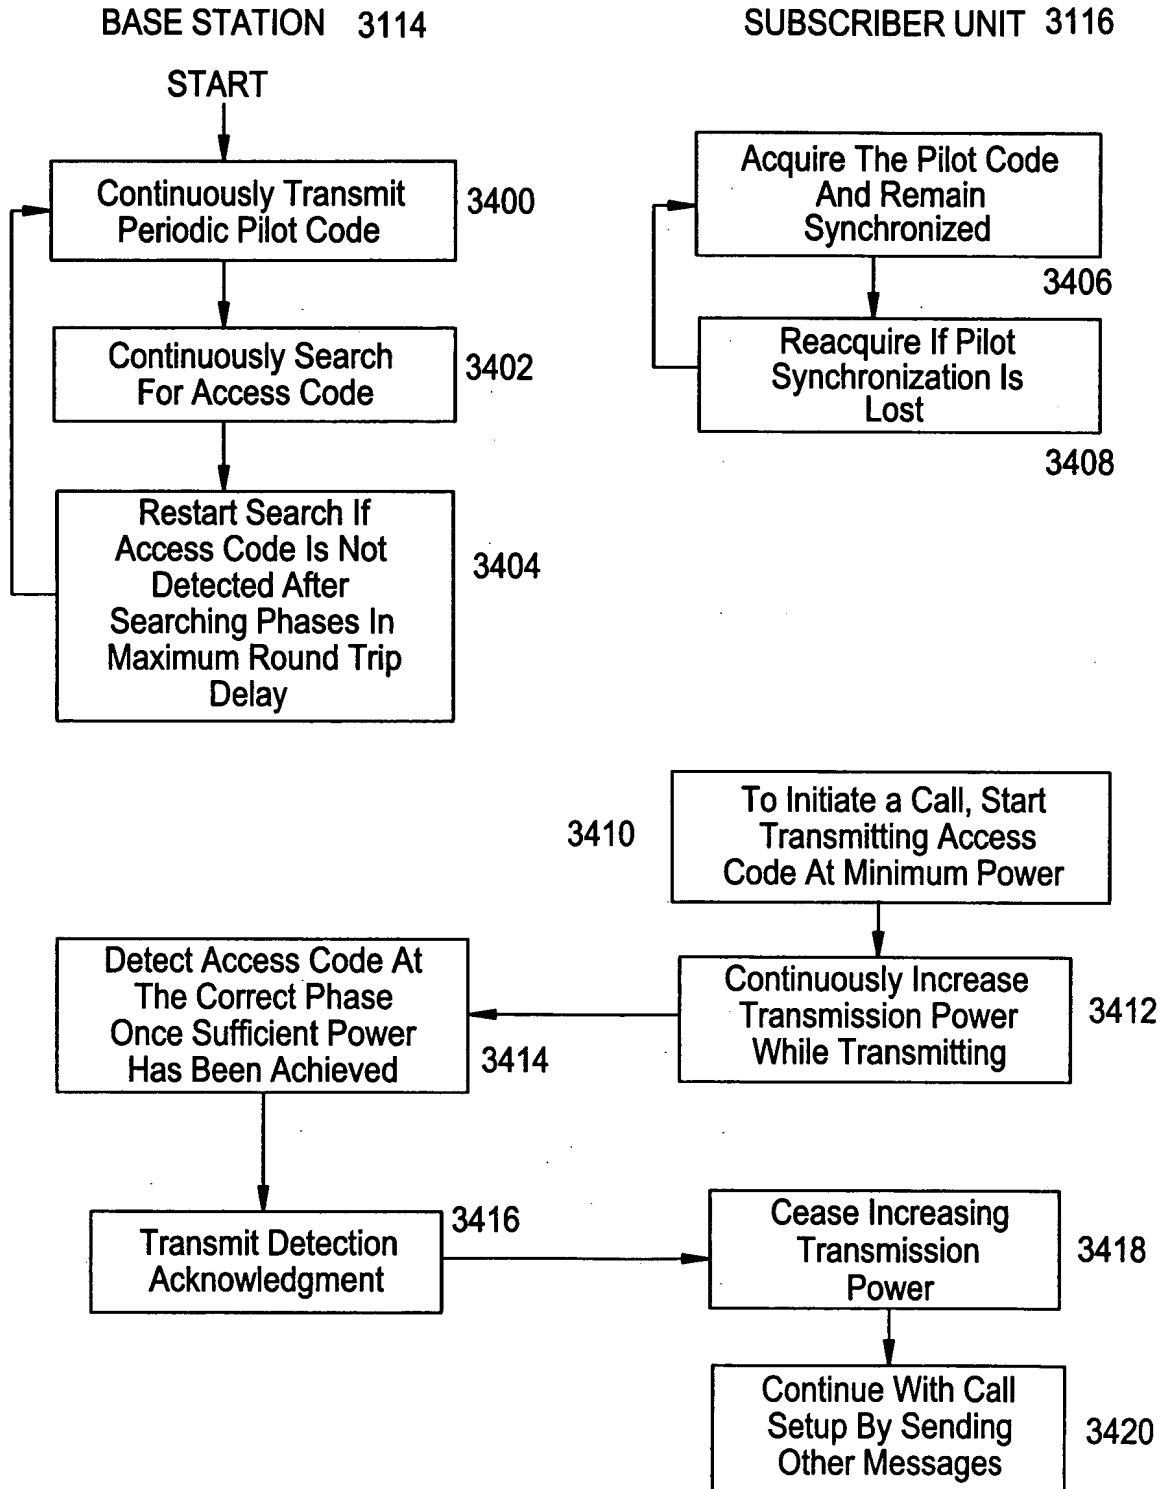 BASE STATION 3114
SUBSCRIBER UNIT 3116
START
Continuously Transmit
Periodic Pilot Code
3400
Acquire The Pilot Code
And Remain
Synchronized
3406
Continuously Search
For Access Code
3402
Reacquire If Pilot
Synchronization Is
Lost
3408
Restart Search If
Access Code Is Not
Detected After
Searching Phases In
Maximum Round Trip
Delay
3404
To Initiate a Call, Start
Transmitting Access
Code At Minimum Power
3410
Continuously Increase
Transmission Power
While Transmitting
3412
Detect Access Code At
The Correct Phase
Once Sufficient Power
Has Been Achieved
3414
Transmit Detection
Acknowledgment
3416
Cease Increasing
Transmission
Power
3418
Continue With Call
Setup By Sending
Other Messages
3420